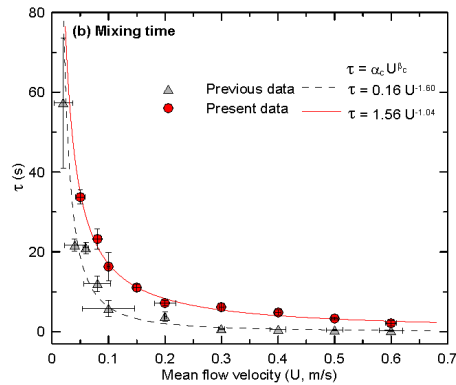 (b) Mixing time
τ = α_c U^β_c
Previous data τ = 0.16 U^-1.60
Present data τ = 1.56 U^-1.04
80
60
40
20
0
τ (s)
0 0.1 0.2 0.3 0.4 0.5 0.6 0.7
Mean flow velocity (U, m/s)